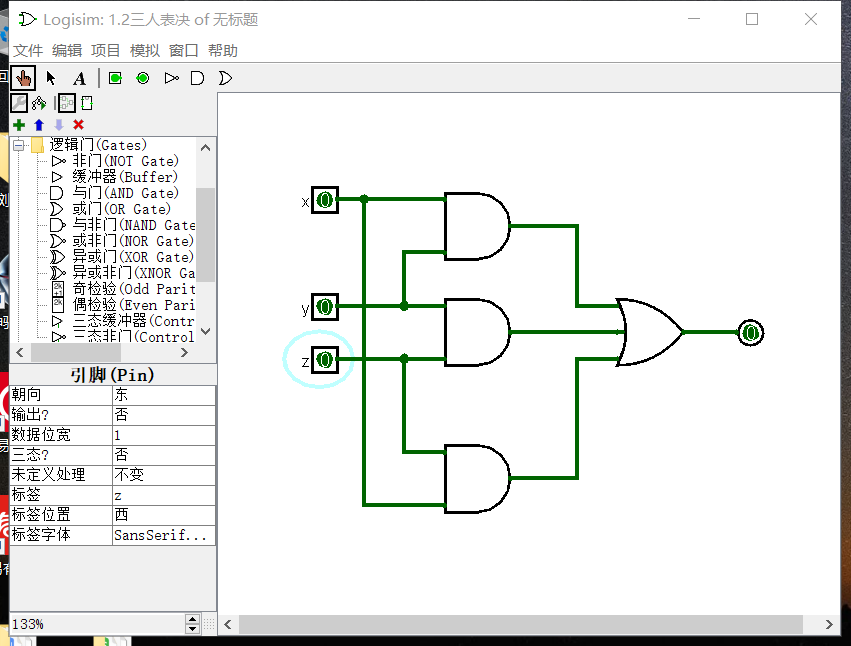 Logisim: 1.2三人表决 of 无标题
文件 编辑 项目 模拟 窗口 帮助
A
逻辑门(Gates)
非门(NOT Gate)
缓冲器(Buffer)
与门(AND Gate)
或门(OR Gate)
与非门(NAND Gate
或非门(NOR Gate)
异或门(XOR Gate)
异或非门(XNOR Ga
奇检验(Odd Parit
偶检验(Even Pari
三态缓冲器(Contr
三态非门(Control
引脚(Pin)
朝向 东
输出? 否
数据位宽 1
三态? 否
未定义处理 不变
标签 z
标签位置 西
标签字体 SansSerif...
133%
x 0
y 0
z 0
0